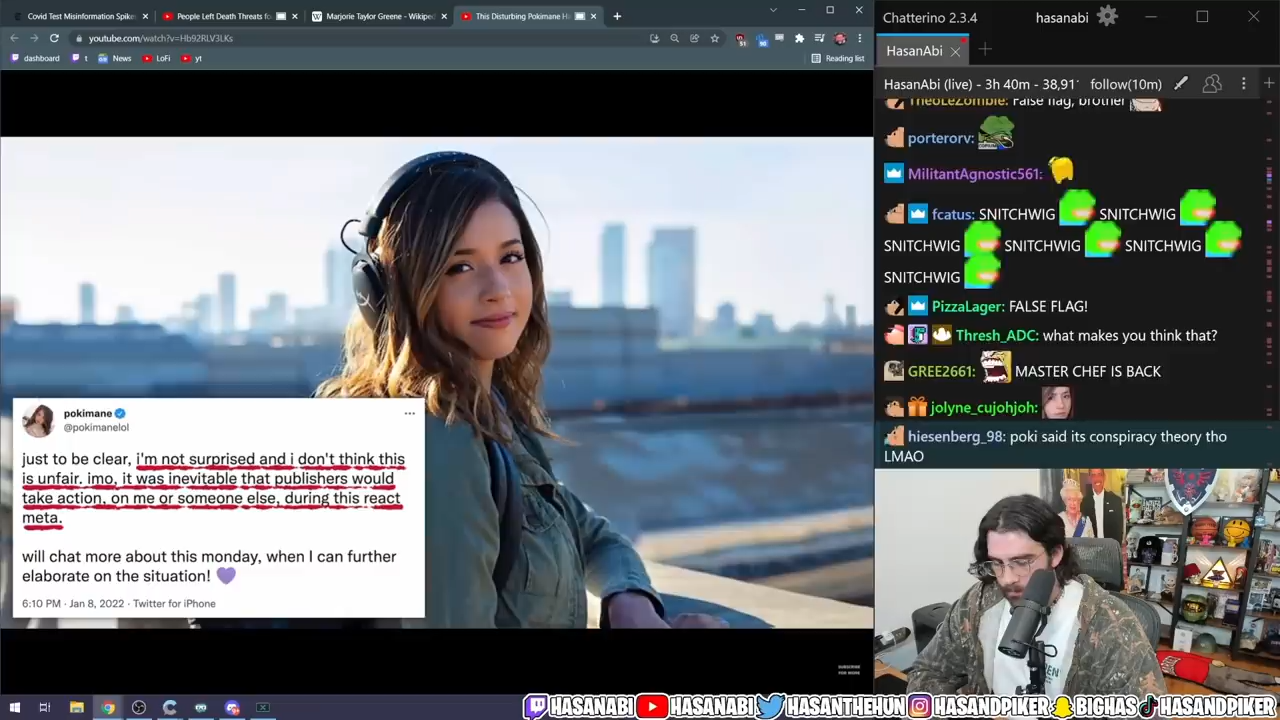 Covid Test Misinformation Spike
People Left Death Threats fo
Marjorie Taylor Greene - Wikiped
This Disturbing Pokimane Ha
youtube.com/watch?v=Hb92RLV3LKs
dashboard
t
News
LoFi
yt
Reading list
pokimane
@pokimanelol
just to be clear, i'm not surprised and i don't think this
is unfair. imo, it was inevitable that publishers would
take action, on me or someone else, during this react
meta.
will chat more about this monday, when I can further
elaborate on the situation!
6:10 PM · Jan 8, 2022 · Twitter for iPhone
SUBSCRIBE
FOR MORE
Chatterino 2.3.4
hasanabi
HasanAbi
HasanAbi (live) - 3h 40m - 38,91
follow(10m)
TheoLeZombie: False flag, brother
porterorv:
MilitantAgnostic561:
fcatus: SNITCHWIG SNITCHWIG
SNITCHWIG SNITCHWIG SNITCHWIG
SNITCHWIG
PizzaLager: FALSE FLAG!
Thresh_ADC: what makes you think that?
GREE2661: MASTER CHEF IS BACK
jolyne_cujohjoh:
hiesenberg_98: poki said its conspiracy theory tho
LMAO
HASANABI HASANABI HASANTHEHUN HASANDPIKER BIGHAS HASANDPIKER